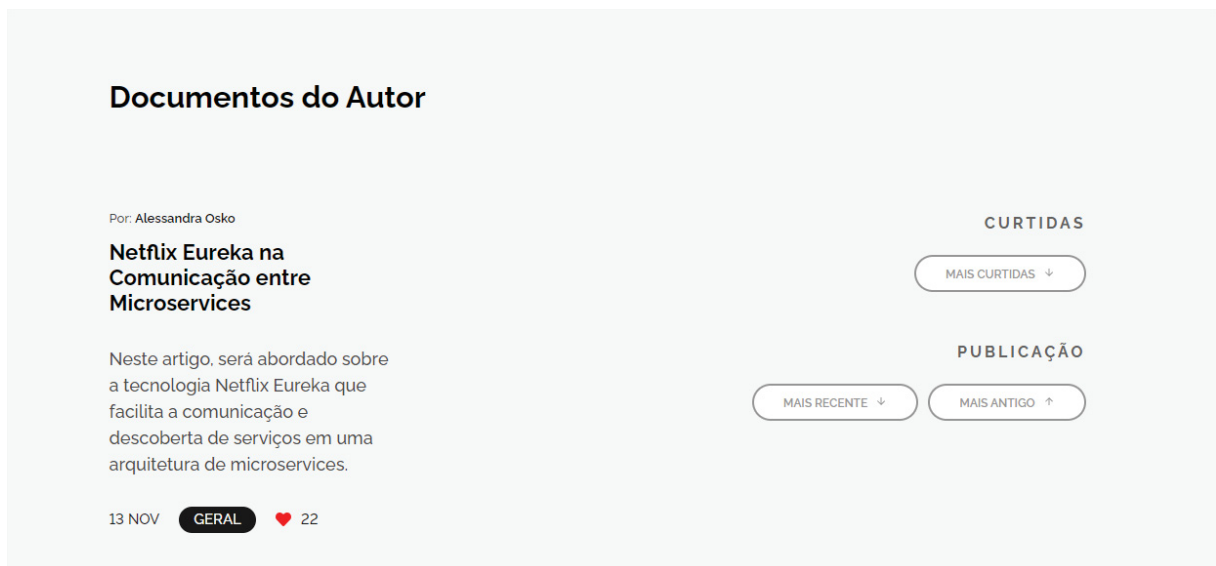 Documentos do Autor
Por: Alessandra Osko
Netflix Eureka na
Comunicação entre
Microservices
Neste artigo, será abordado sobre
a tecnologia Netflix Eureka que
facilita a comunicação e
descoberta de serviços em uma
arquitetura de microservices.
13 NOV GERAL 22
CURTIDAS
MAIS CURTIDAS ↓
PUBLICAÇÃO
MAIS RECENTE ↓ MAIS ANTIGO ↑